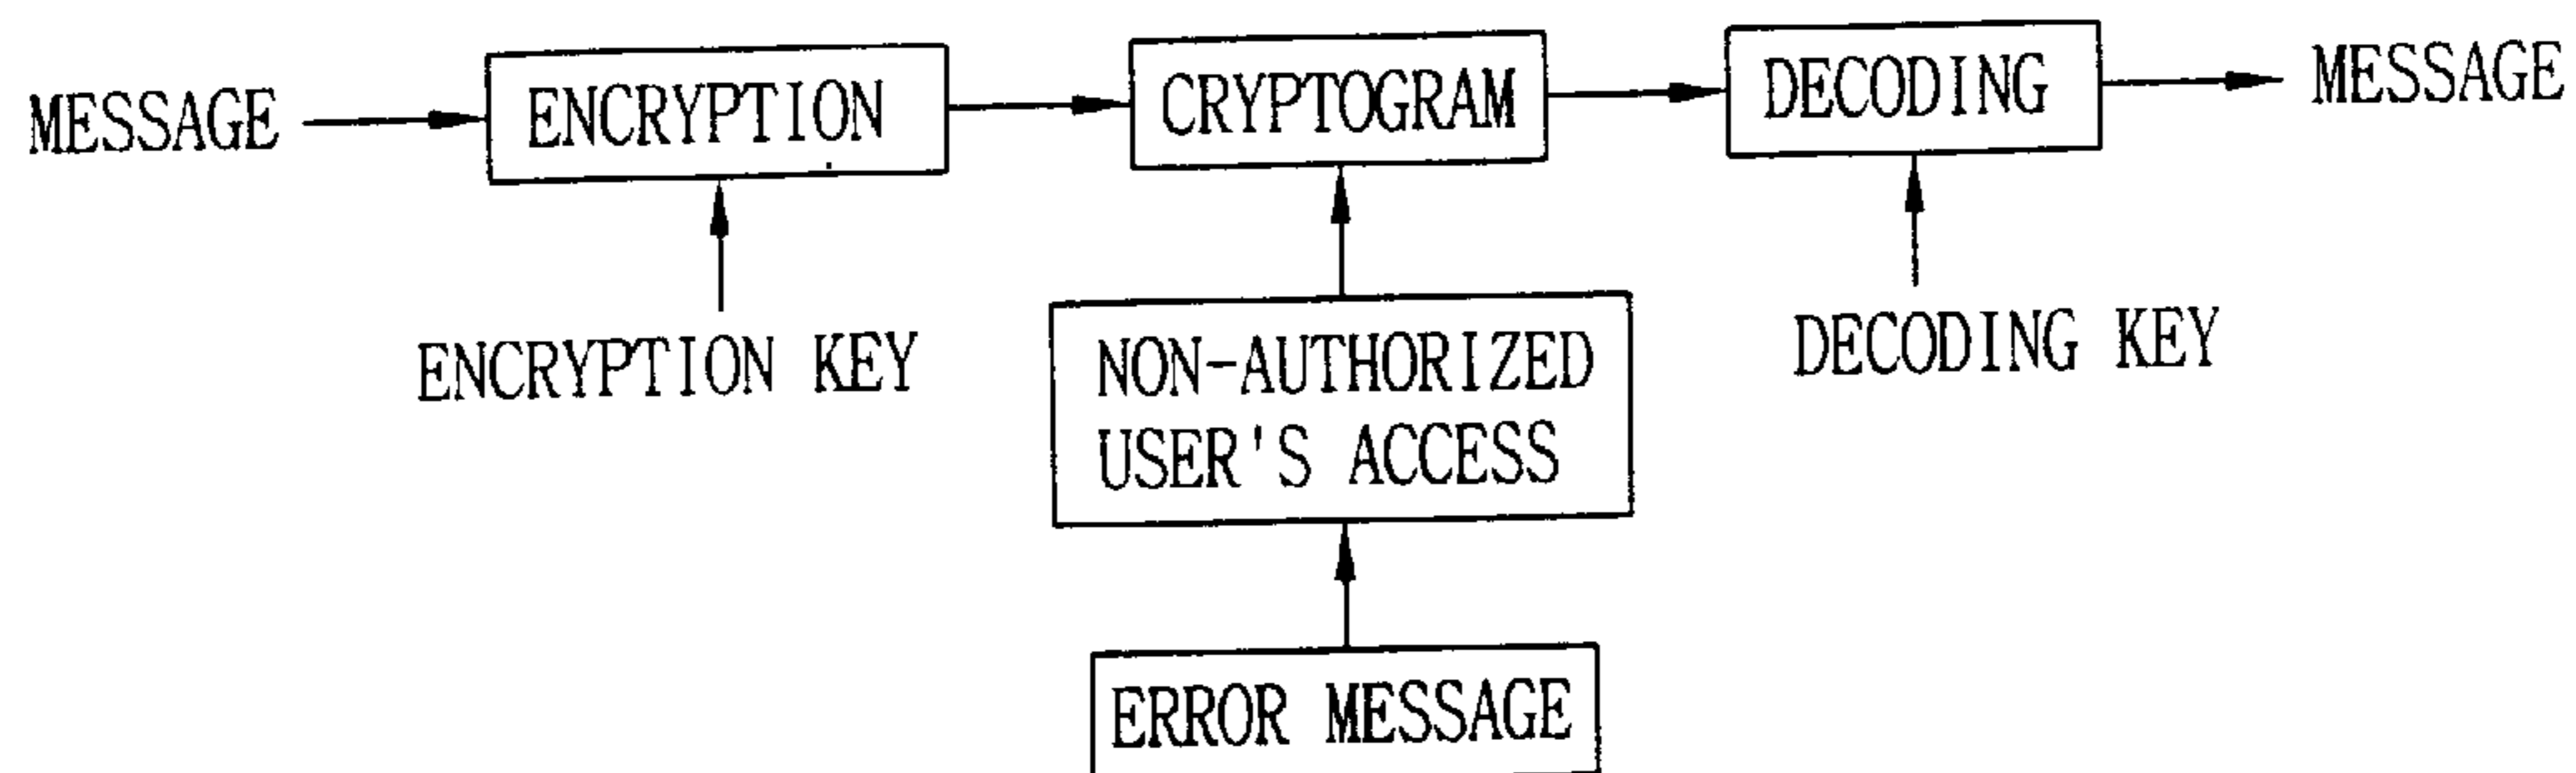 MESSAGE
ENCRYPTION
CRYPTOGRAM
DECODING
MESSAGE
ENCRYPTION KEY
NON-AUTHORIZED
USER'S ACCESS
DECODING KEY
ERROR MESSAGE